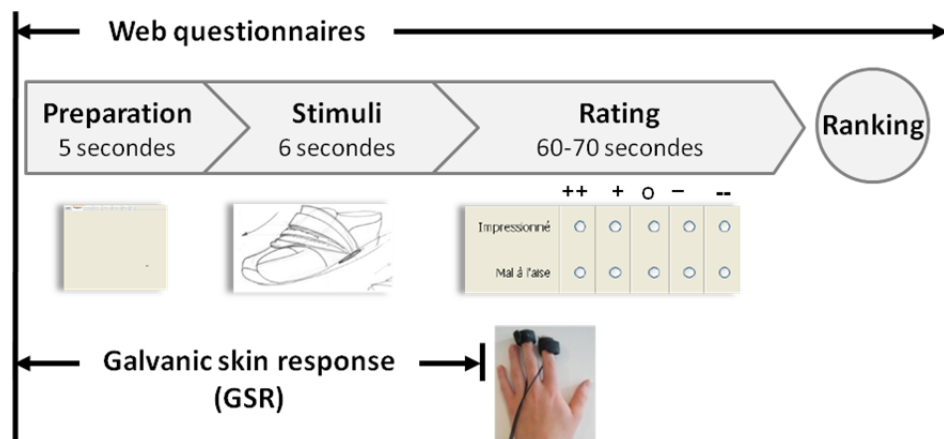 Web questionnaires
Preparation
5 secondes
Stimuli
6 secondes
Rating
60-70 secondes
Ranking
++ + o − --
Impressionné
Mal à l'aise
Galvanic skin response
(GSR)